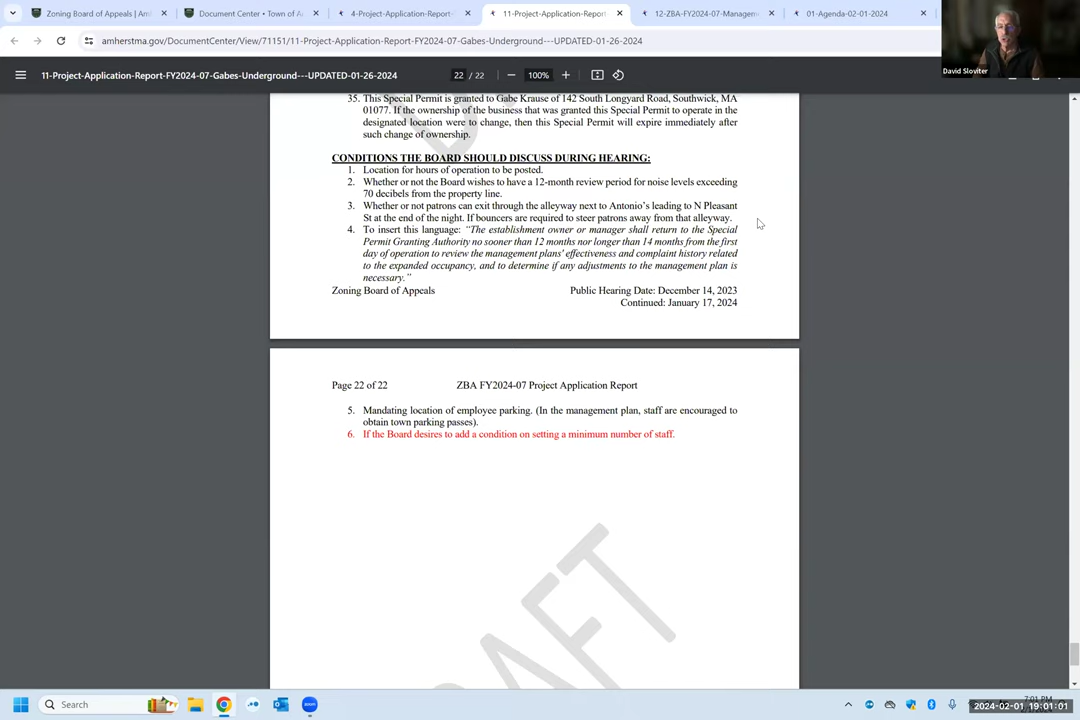 Zoning Board of Appeals | Am
Document Center • Town of A
4-Project-Application-Report-
11-Project-Application-Report-
12-ZBA-FY2024-07-Managem
01-Agenda-02-01-2024
amherstma.gov/DocumentCenter/View/71151/11-Project-Application-Report-FY2024-07-Gabes-Underground---UPDATED-01-26-2024
David Sloviter
11-Project-Application-Report-FY2024-07-Gabes-Underground---UPDATED-01-26-2024
22 / 22
100%
35. This Special Permit is granted to Gabe Krause of 142 South Longyard Road, Southwick, MA
01077. If the ownership of the business that was granted this Special Permit to operate in the
designated location were to change, then this Special Permit will expire immediately after
such change of ownership.
CONDITIONS THE BOARD SHOULD DISCUSS DURING HEARING:
1. Location for hours of operation to be posted.
2. Whether or not the Board wishes to have a 12-month review period for noise levels exceeding
70 decibels from the property line.
3. Whether or not patrons can exit through the alleyway next to Antonio's leading to N Pleasant
St at the end of the night. If bouncers are required to steer patrons away from that alleyway.
4. To insert this language: "The establishment owner or manager shall return to the Special
Permit Granting Authority no sooner than 12 months nor longer than 14 months from the first
day of operation to review the management plans' effectiveness and complaint history related
to the expanded occupancy, and to determine if any adjustments to the management plan is
necessary."
Zoning Board of Appeals Public Hearing Date: December 14, 2023
Continued: January 17, 2024
Page 22 of 22 ZBA FY2024-07 Project Application Report
5. Mandating location of employee parking. (In the management plan, staff are encouraged to
obtain town parking passes).
6. If the Board desires to add a condition on setting a minimum number of staff.
Search
7:01 PM
2024-02-01 19:01:01